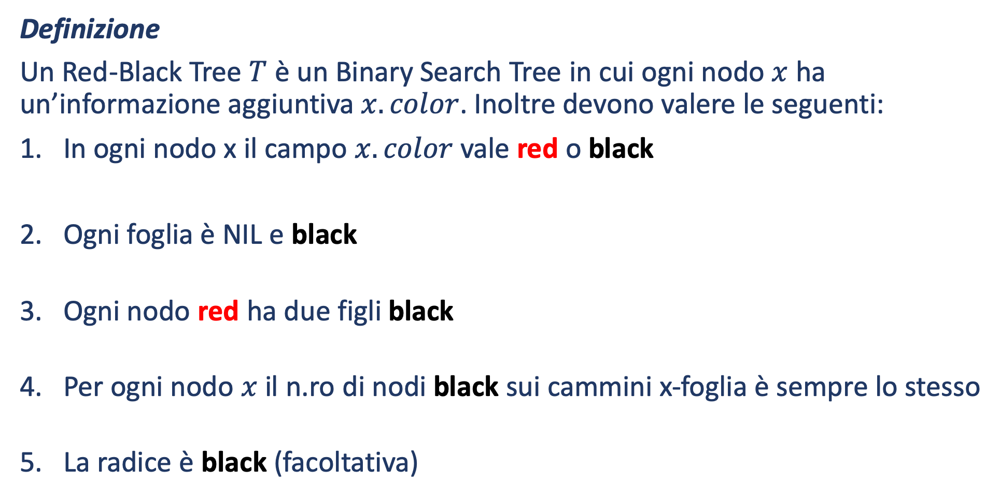 Definizione
Un Red-Black Tree 𝑇 è un Binary Search Tree in cui ogni nodo 𝑥 ha
un’informazione aggiuntiva 𝑥. 𝑐𝑜𝑙𝑜𝑟. Inoltre devono valere le seguenti:
1. In ogni nodo x il campo 𝑥. 𝑐𝑜𝑙𝑜𝑟 vale red o black
2. Ogni foglia è NIL e black
3. Ogni nodo red ha due figli black
4. Per ogni nodo 𝑥 il n.ro di nodi black sui cammini x-foglia è sempre lo stesso
5. La radice è black (facoltativa)